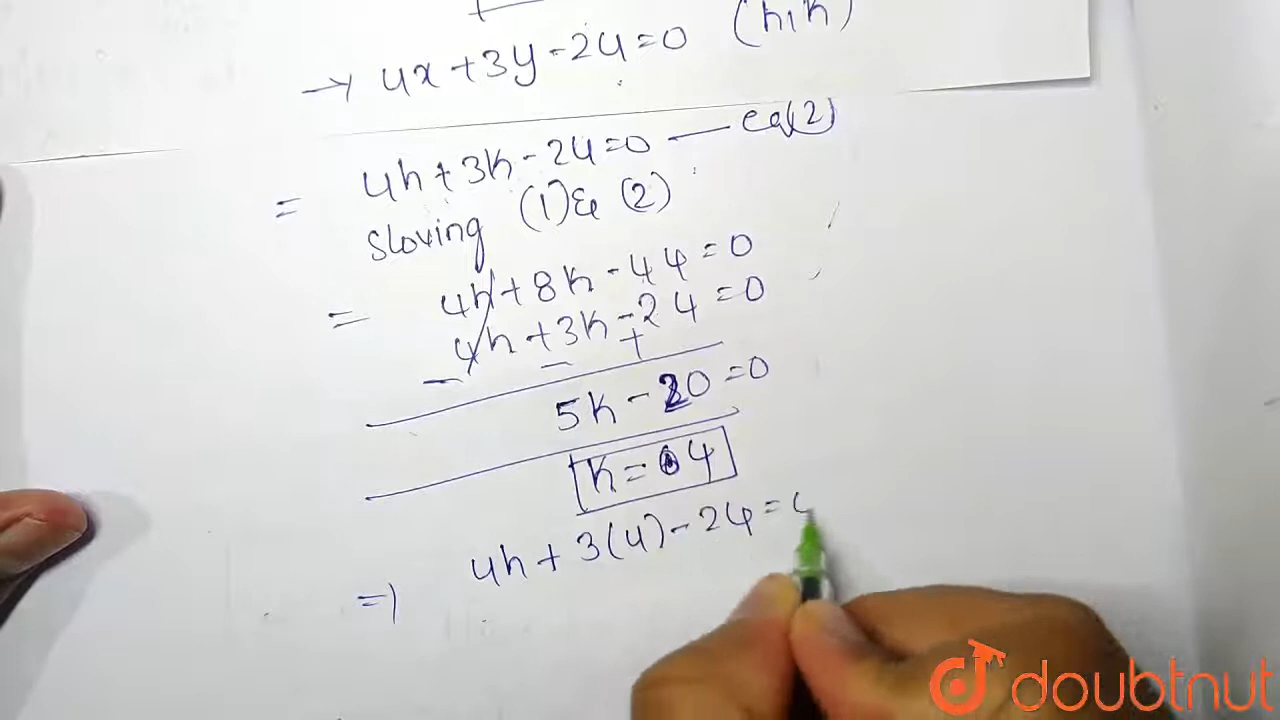 → 4x + 3y - 24 = 0 (h, k)
= 4h + 3k - 24 = 0 — eq(2)
Sloving (1) & (2)
= 4h + 8k - 44 = 0
4h + 3k - 24 = 0
− − +
5k - 20 = 0
k = 4
=) 4h + 3(4) - 24 =
doubtnut